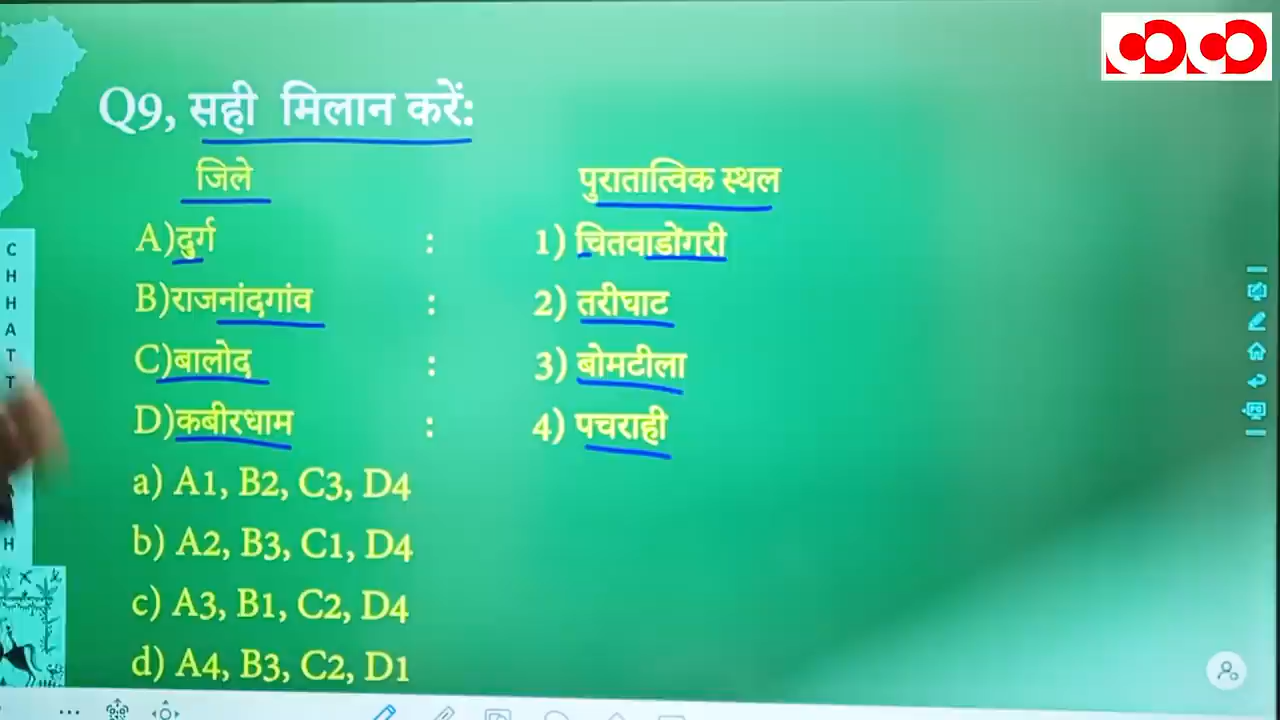 Q9, सही मिलान करें:
जिले पुरातात्विक स्थल
A)दुर्ग : 1) चितवाडोंगरी
B)राजनांदगांव : 2) तरीघाट
C)बालोद : 3) बोमटीला
D)कबीरधाम : 4) पचराही
a) A1, B2, C3, D4
b) A2, B3, C1, D4
c) A3, B1, C2, D4
d) A4, B3, C2, D1
C
H
H
A
T
T
H